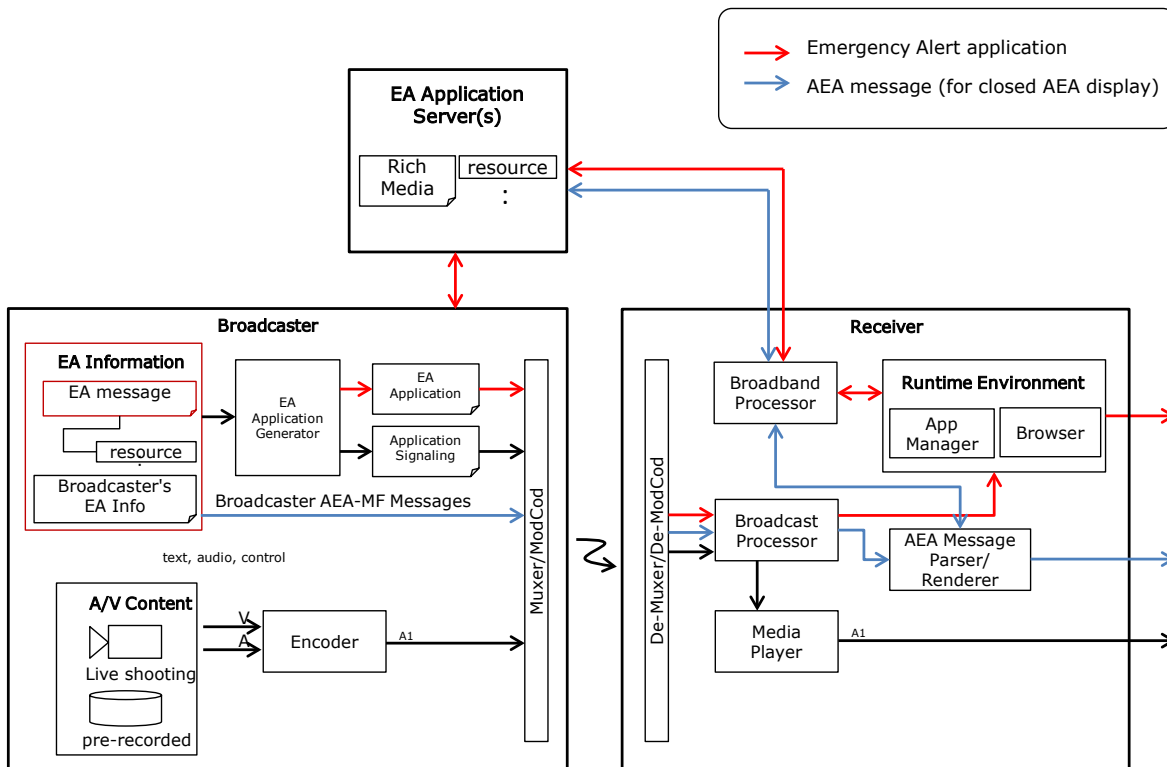 Emergency Alert application
AEA message (for closed AEA display)
EA Application
Server(s)
Rich
Media
resource
:
Broadcaster
EA Information
EA message
resource
:
Broadcaster's
EA Info
EA
Application
Generator
EA
Application
Application
Signaling
Broadcaster AEA-MF Messages
text, audio, control
A/V Content
Live shooting
pre-recorded
V
A
Encoder
A1
Muxer/ModCod
Receiver
De-Muxer/De-ModCod
Broadband
Processor
Runtime Environment
App
Manager
Browser
Broadcast
Processor
AEA Message
Parser/
Renderer
Media
Player
A1